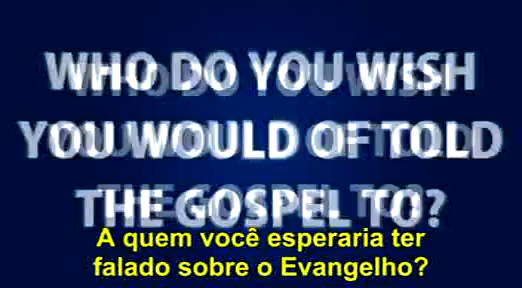 WHO DO YOU WISH
YOU WOULD OF TOLD
THE GOSPEL TO?
A quem você esperaria ter
falado sobre o Evangelho?